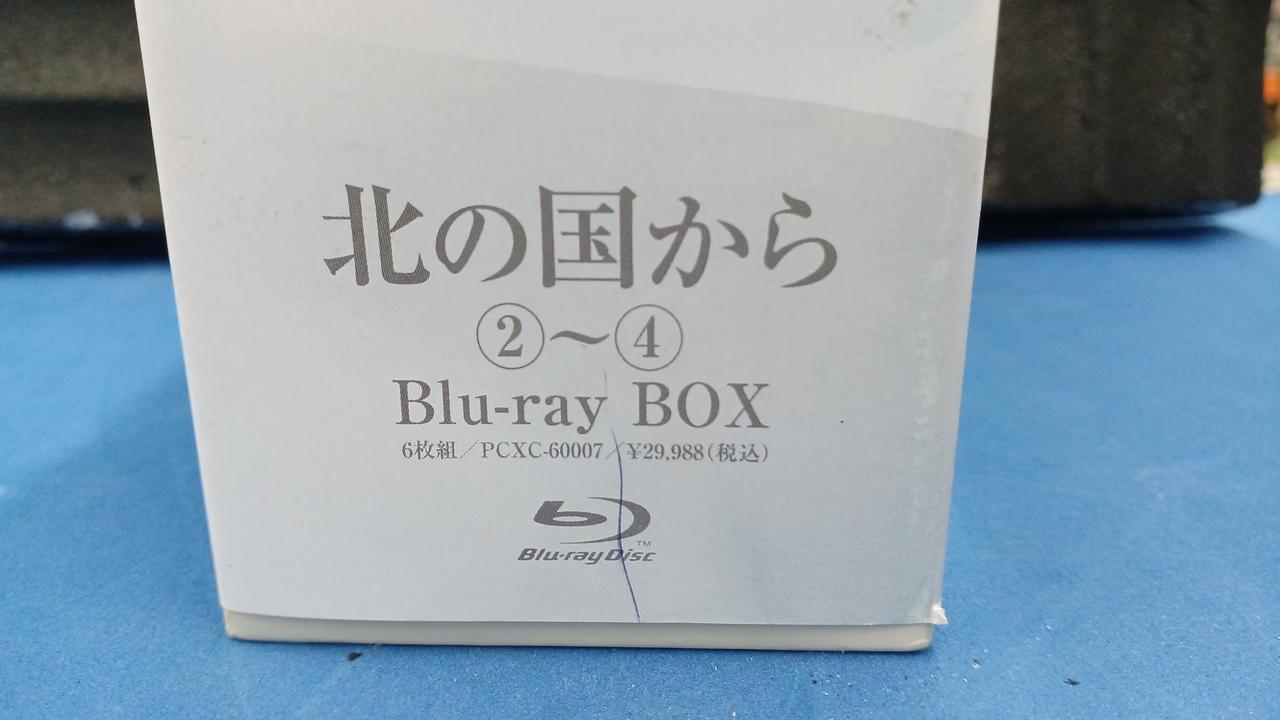 北の国から
②～④
Blu-ray BOX
6枚組／PCXC-60007／¥29,988（税込）
Blu-ray Disc™